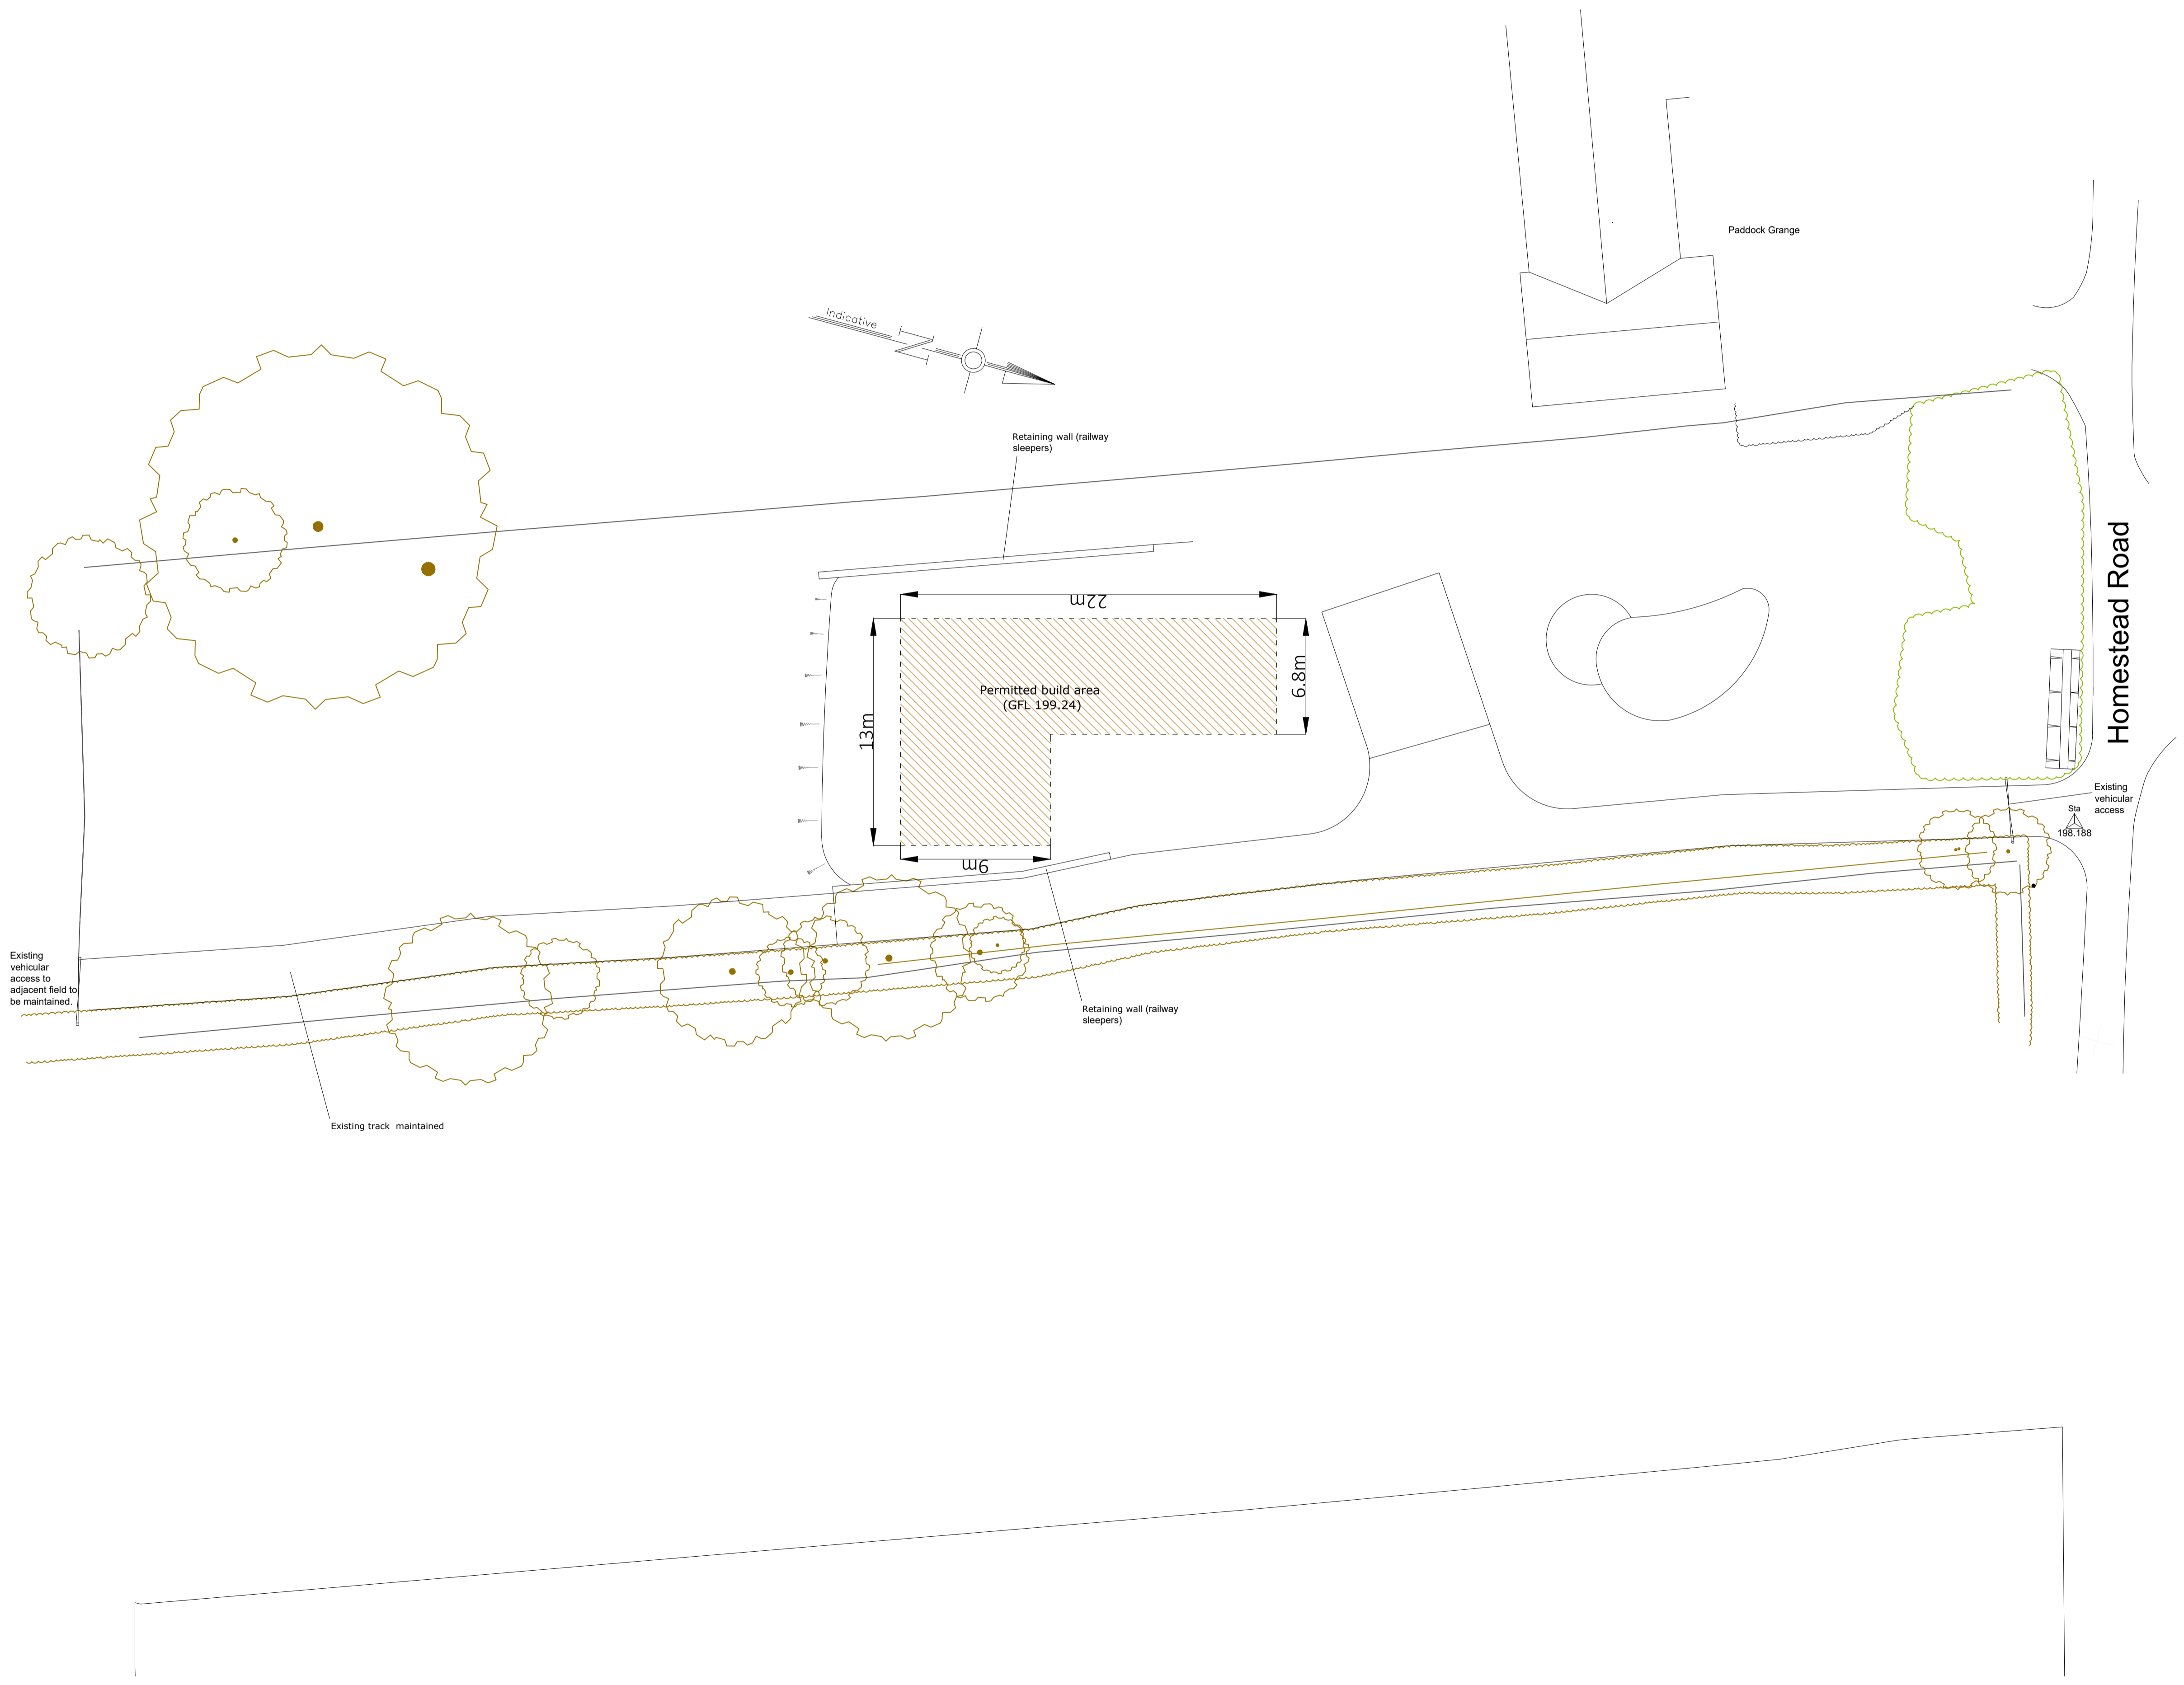 Paddock Grange
Indicative
N
Retaining wall (railway
sleepers)
22m
6.8m
Permitted build area
(GFL 199.24)
13m
9m
Homestead Road
Existing
vehicular
access
Sta
198.188
Existing
vehicular
access to
adjacent field to
be maintained.
Retaining wall (railway
sleepers)
Existing track  maintained